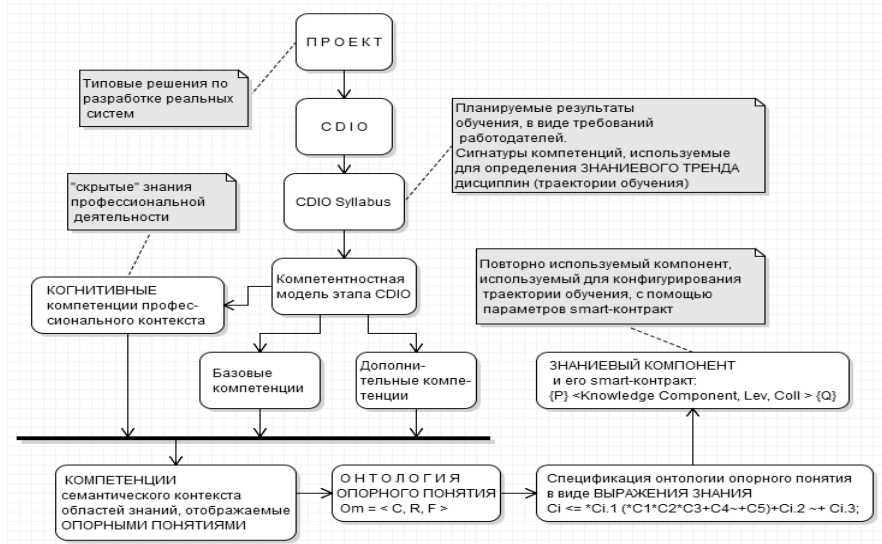 П Р О Е К Т
Типовые решения по
разработке реальных
систем
C D I O
Планируемые результаты
обучения, в виде требований
работодателей.
Сигнатуры компетенций, используемые
для определения ЗНАНИЕВОГО ТРЕНДА
дисциплин (траектории обучения)
"скрытые" знания
профессиональной
деятельности
CDIO Syllabus
Повторно используемый компонент,
используемый для конфигурирования
траектории обучения, с помощью
параметров smart-контракт
Компетентностная
модель этапа CDIO
КОГНИТИВНЫЕ
компетенции профес-
сионального контекста
Базовые
компетенции
Дополни-
тельные компе-
тенции
ЗНАНИЕВЫЙ КОМПОНЕНТ
и его smart-контракт:
{P} <Knowledge Component, Lev, Coll > {Q}
КОМПЕТЕНЦИИ
семантического контекста
областей знаний, отображаемые
ОПОРНЫМИ ПОНЯТИЯМИ
О Н Т О Л О Г И Я
ОПОРНОГО ПОНЯТИЯ
Om = < C, R, F >
Спецификация онтологии опорного понятия
в виде ВЫРАЖЕНИЯ ЗНАНИЯ
Ci <= *Ci.1 (*C1*C2*C3+C4~+C5)+Ci.2 ~+ Ci.3;